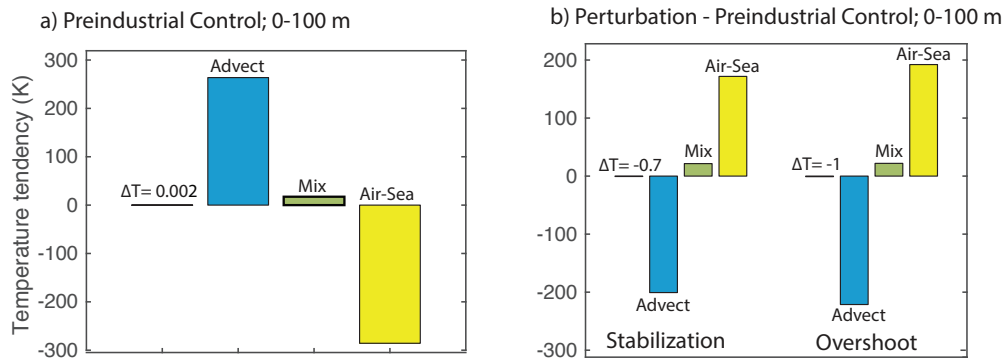 a) Preindustrial Control; 0-100 m
Temperature tendency (K)
300
200
100
0
-100
-200
-300
Advect
ΔT= 0.002
Mix
Air-Sea
b) Perturbation - Preindustrial Control; 0-100 m
200
100
0
-100
-200
-300
Air-Sea
Mix
ΔT= -0.7
Advect
Stabilization
Air-Sea
Mix
ΔT= -1
Advect
Overshoot